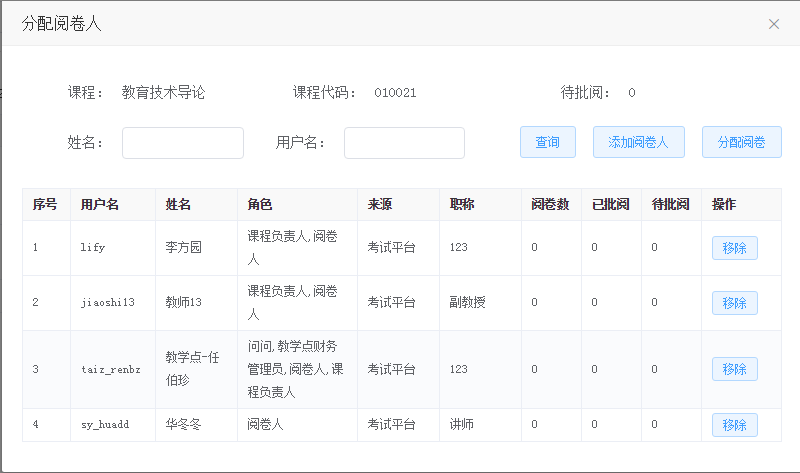 分配阅卷人
课程： 教育技术导论 课程代码： 010021 待批阅： 0
姓名： 用户名： 查询 添加阅卷人 分配阅卷
序号 用户名 姓名 角色 来源 职称 阅卷数 已批阅 待批阅 操作
1 lify 李方园 课程负责人,阅卷人 考试平台 123 0 0 0 移除
2 jiaoshi13 教师13 课程负责人,阅卷人 考试平台 副教授 0 0 0 移除
3 taiz_renbz 教学点-任伯珍 问问,教学点财务管理员,阅卷人,课程负责人 考试平台 123 0 0 0 移除
4 sy_huadd 华冬冬 阅卷人 考试平台 讲师 0 0 0 移除